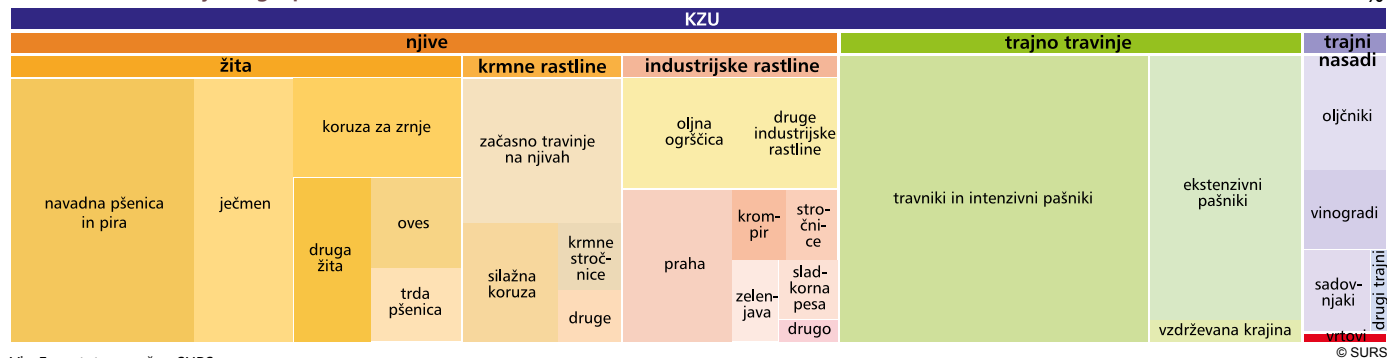 KZU
njive
trajno travinje
trajni
nasadi
žita
krmne rastline
industrijske rastline
navadna pšenica
in pira
ječmen
koruza za zrnje
druga
žita
oves
trda
pšenica
začasno travinje
na njivah
silažna
koruza
krmne
stroč-
nice
druge
oljna
ogrščica
druge
industrijske
rastline
praha
krom-
pir
stro-
čni-
ce
zelen-
java
slad-
korna
pesa
drugo
travniki in intenzivni pašniki
ekstenzivni
pašniki
vzdrževana krajina
oljčniki
vinogradi
sadov-
njaki
drugi trajni
vrtovi
© SURS